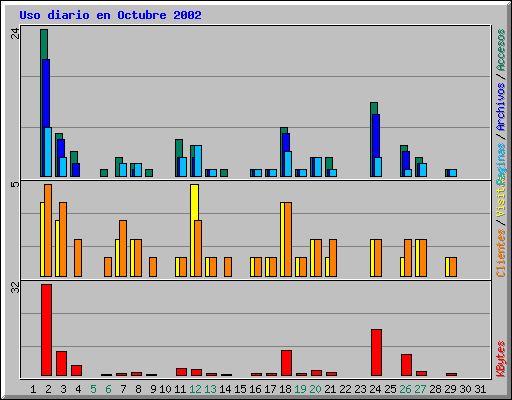 Uso diario en Octubre 2002
24
5
32
Accesos / Archivos / Paginas
Visitas / Clientes
KBytes
1 2 3 4 5 6 7 8 9 10 11 12 13 14 15 16 17 18 19 20 21 22 23 24 25 26 27 28 29 30 31